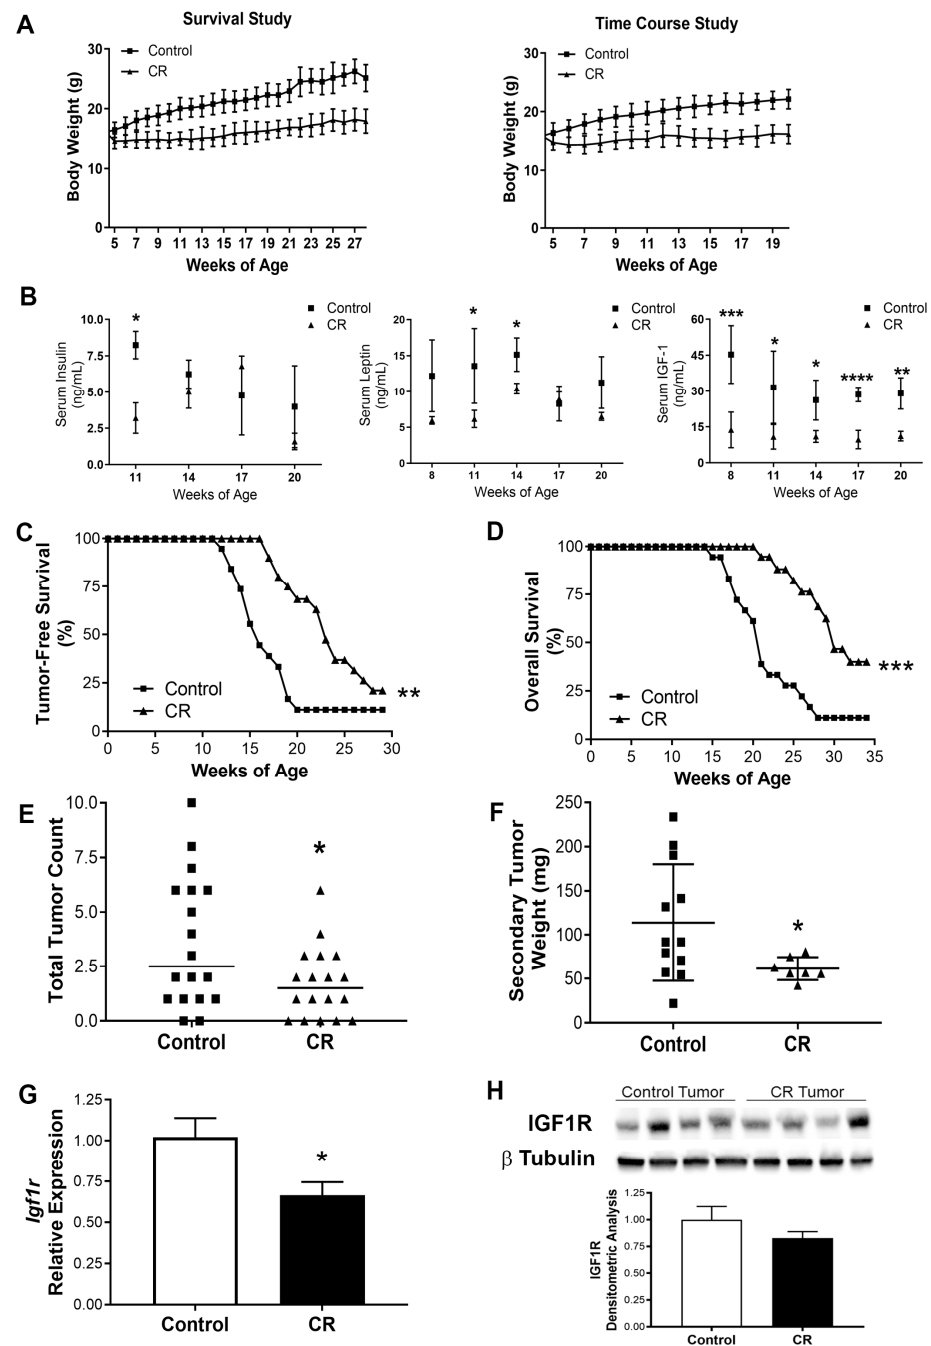 A
Survival Study
Time Course Study
Control
CR
Body Weight (g)
30
20
10
0
5 7 9 11 13 15 17 19 21 23 25 27
Weeks of Age
Control
CR
Body Weight (g)
30
20
10
0
5 7 9 11 13 15 17 19
Weeks of Age
B
Control
CR
Serum Insulin
(ng/mL)
10.0
7.5
5.0
2.5
0.0
*
11 14 17 20
Weeks of Age
Control
CR
Serum Leptin
(ng/mL)
20
15
10
5
0
* *
8 11 14 17 20
Weeks of Age
Control
CR
Serum IGF-1
(ng/mL)
60
45
30
15
0
*** * * **** **
8 11 14 17 20
Weeks of Age
C
Tumor-Free Survival
(%)
100
75
50
25
0
Control
CR
**
0 5 10 15 20 25 30
Weeks of Age
D
Overall Survival
(%)
100
75
50
25
0
Control
CR
***
0 5 10 15 20 25 30 35
Weeks of Age
E
Total Tumor Count
10.0
7.5
5.0
2.5
0.0
*
Control CR
F
Secondary Tumor
Weight (mg)
250
200
150
100
50
0
*
Control CR
G
Igf1r
Relative Expression
1.25
1.00
0.75
0.50
0.25
0.00
*
Control CR
H
Control Tumor CR Tumor
IGF1R
β Tubulin
IGF1R
Densitometric Analysis
1.25
1.00
0.75
0.50
0.25
0.00
Control CR